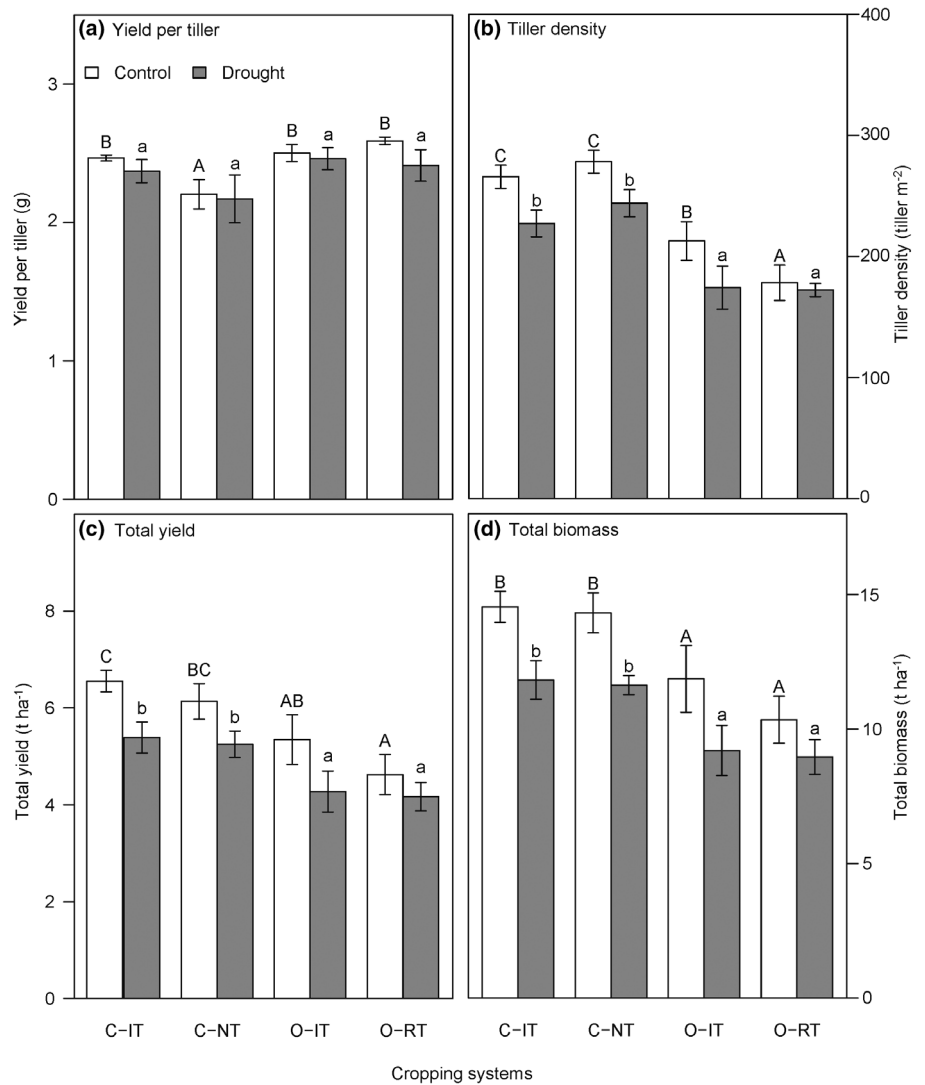 (a) Yield per tiller
Control Drought
3
2
1
0
Yield per tiller (g)
B a A a B a B a
(b) Tiller density
400
300
200
100
0
Tiller density (tiller m⁻²)
C b C b B a A a
(c) Total yield
8
6
4
2
0
Total yield (t ha⁻¹)
C b BC b AB a A a
C−IT C−NT O−IT O−RT
(d) Total biomass
15
10
5
0
Total biomass (t ha⁻¹)
B b B b A a A a
C−IT C−NT O−IT O−RT
Cropping systems